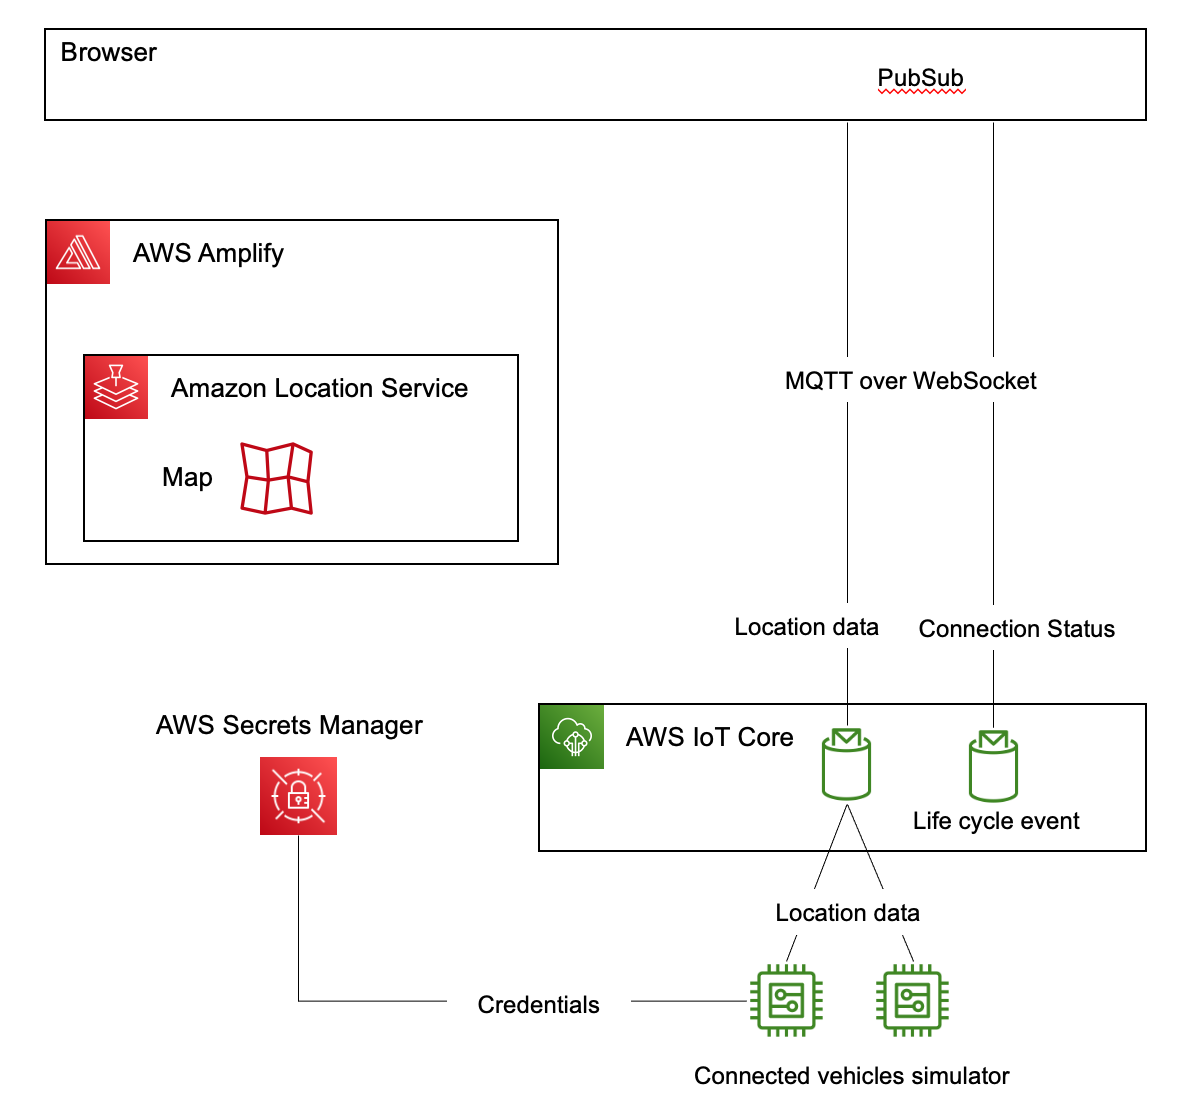 Browser
PubSub
AWS Amplify
Amazon Location Service
Map
MQTT over WebSocket
Location data
Connection Status
AWS Secrets Manager
AWS IoT Core
Life cycle event
Location data
Credentials
Connected vehicles simulator